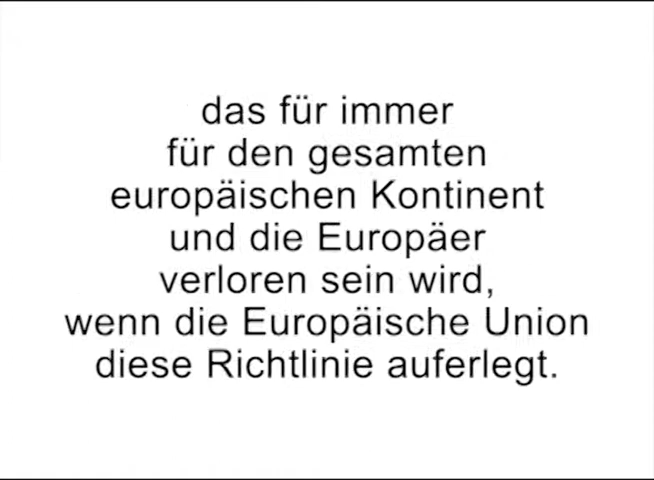 das für immer
für den gesamten
europäischen Kontinent
und die Europäer
verloren sein wird,
wenn die Europäische Union
diese Richtlinie auferlegt.